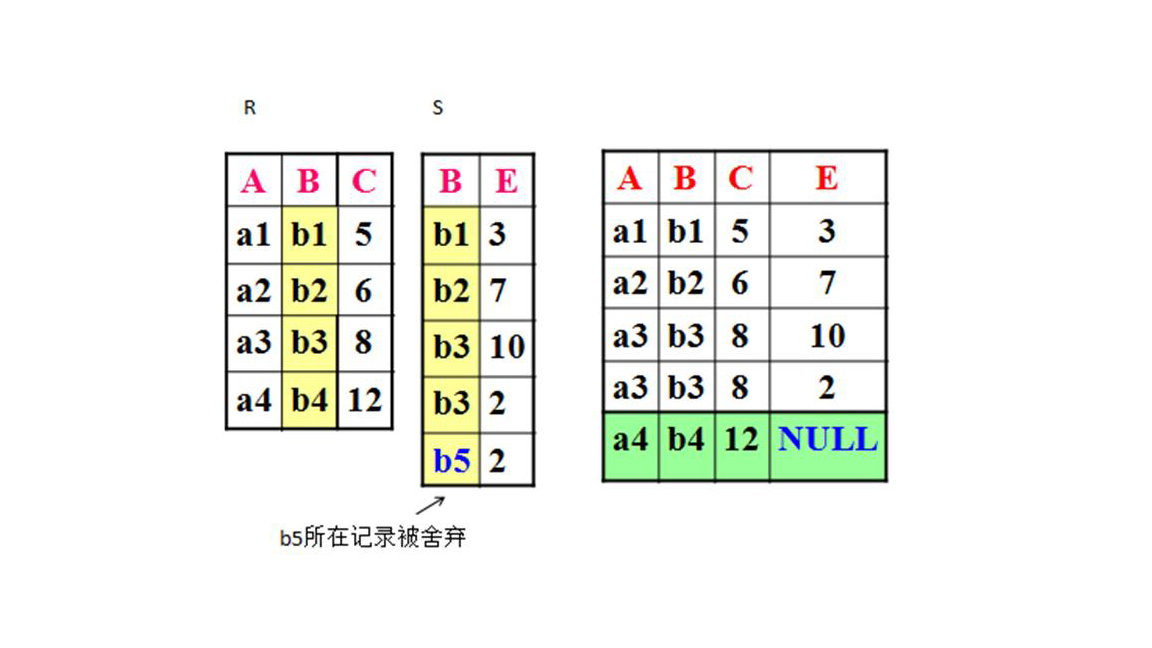 R
S
A B C
a1 b1 5
a2 b2 6
a3 b3 8
a4 b4 12
B E
b1 3
b2 7
b3 10
b3 2
b5 2
b5所在记录被舍弃
A B C E
a1 b1 5 3
a2 b2 6 7
a3 b3 8 10
a3 b3 8 2
a4 b4 12 NULL